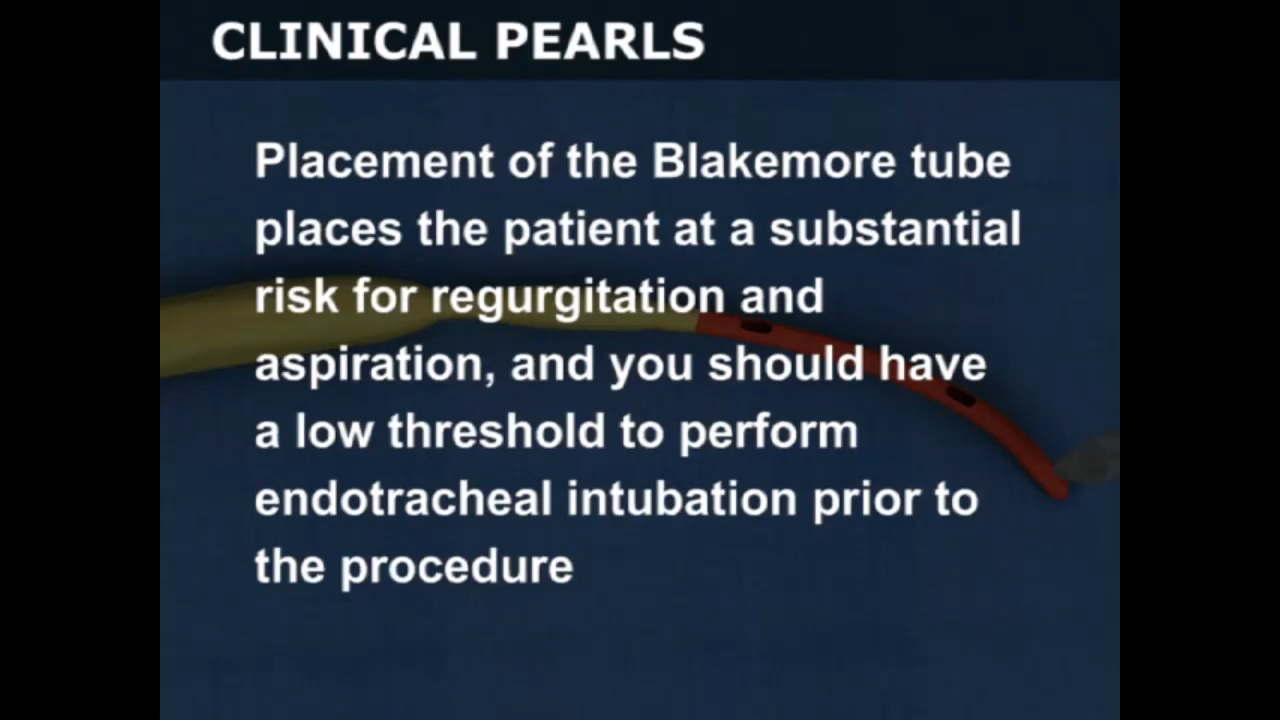 CLINICAL PEARLS
Placement of the Blakemore tube
places the patient at a substantial
risk for regurgitation and
aspiration, and you should have
a low threshold to perform
endotracheal intubation prior to
the procedure